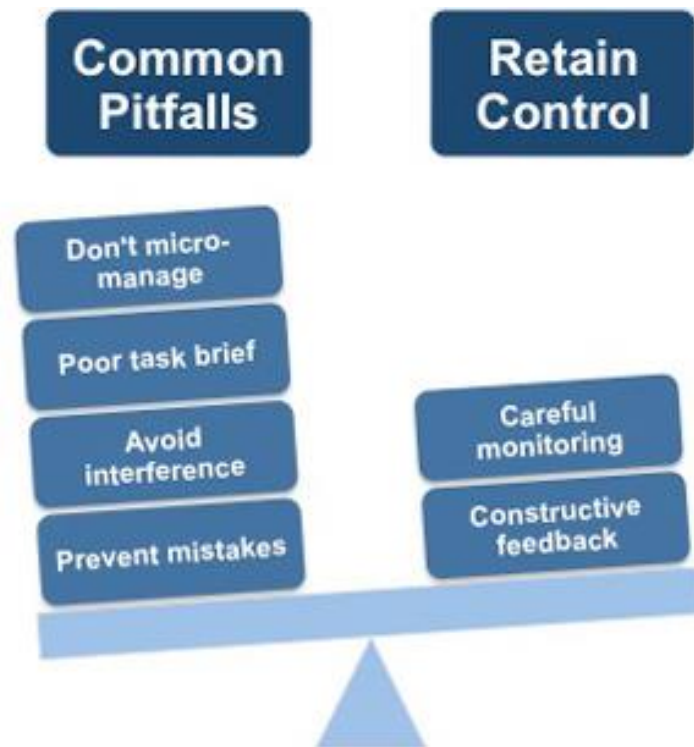 Common
Pitfalls
Retain
Control
Don't micro-
manage
Poor task brief
Avoid
interference
Prevent mistakes
Careful
monitoring
Constructive
feedback